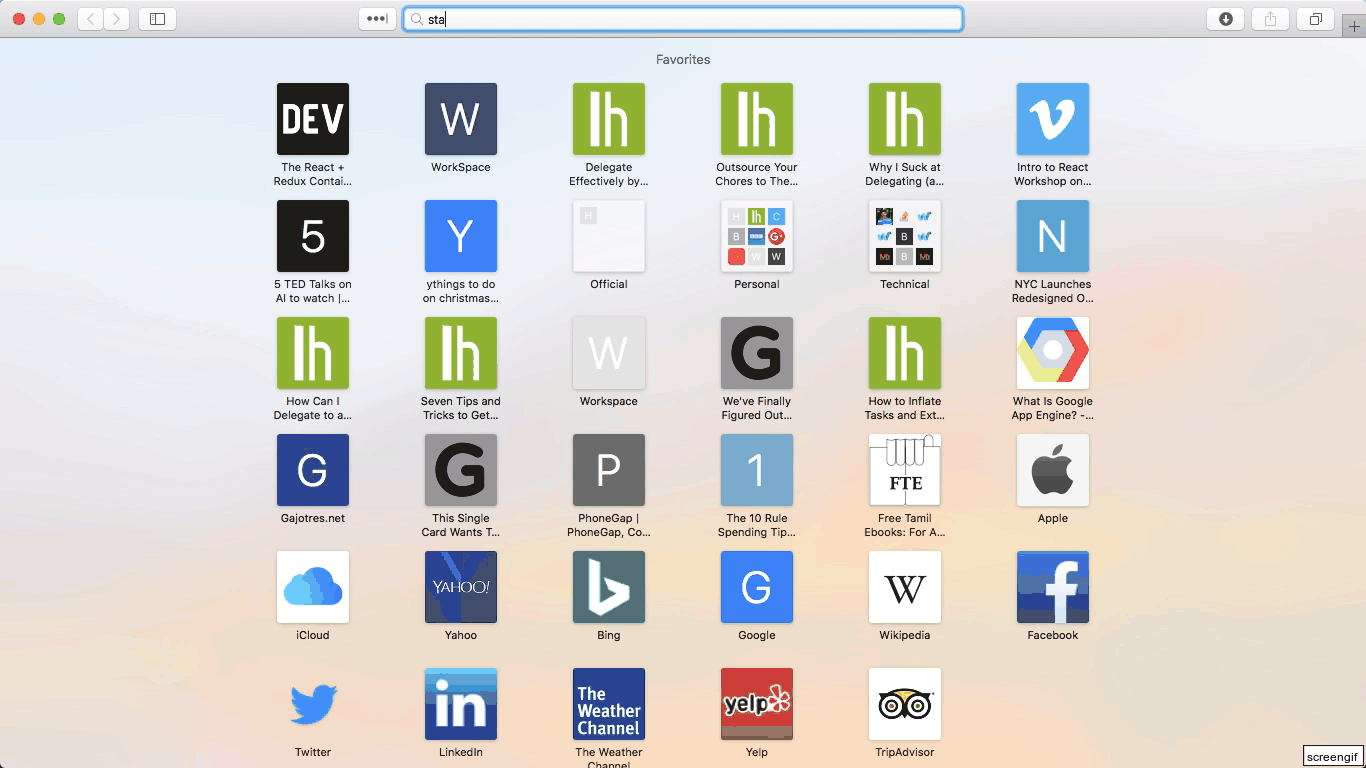 sta
Favorites
DEV W lh lh lh
The React + WorkSpace Delegate Outsource Your Why I Suck at Intro to React
Redux Contai... Effectively by... Chores to The... Delegating (a... Workshop on...
5 Y H H lh C B G+ W W B B N
5 TED Talks on ythings to do Official Personal Technical NYC Launches
AI to watch |... on christmas... Redesigned O...
lh lh W G lh
How Can I Seven Tips and Workspace We've Finally How to Inflate What Is Google
Delegate to a... Tricks to Get... Figured Out... Tasks and Ext... App Engine? -...
G G P 1 FTE
Gajotres.net This Single PhoneGap | The 10 Rule Free Tamil Apple
Card Wants T... PhoneGap, Co... Spending Tip... Ebooks: For A...
YAHOO! b G W f
iCloud Yahoo Bing Google Wikipedia Facebook
in The Weather Channel yelp
Twitter LinkedIn The Weather Yelp TripAdvisor
Channel
screengif